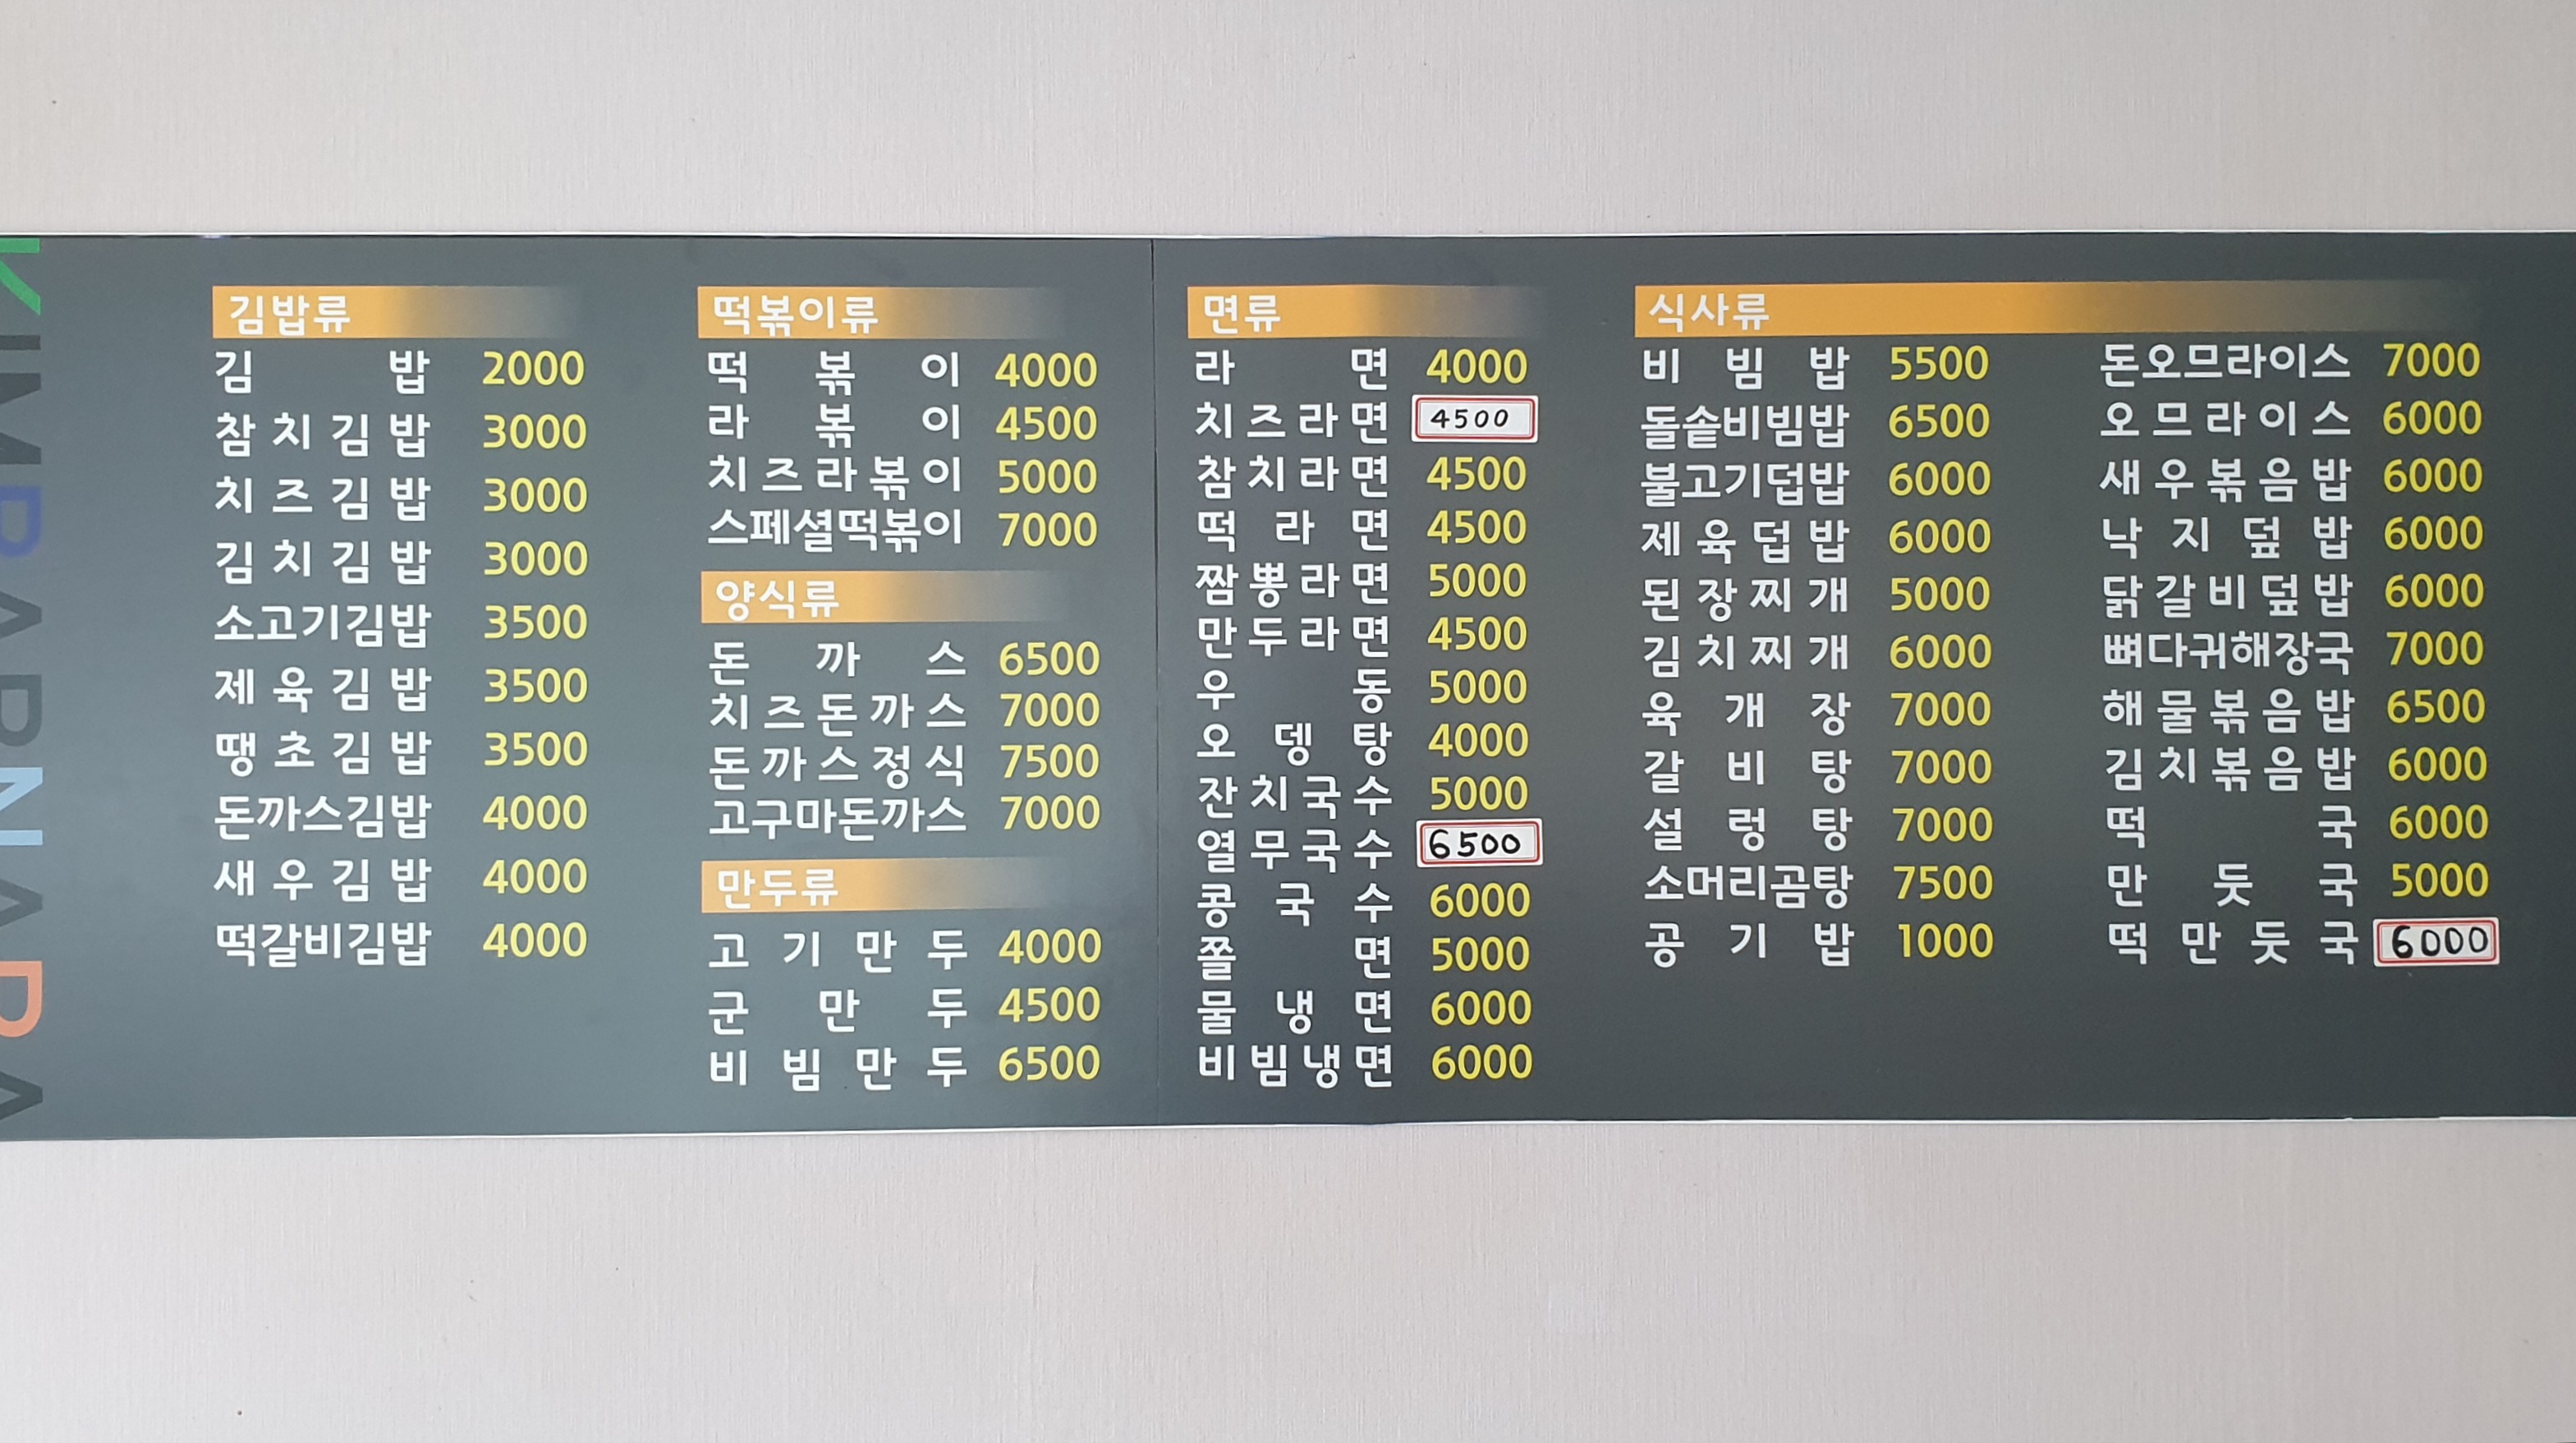 KIMBABNARA
김밥류
김밥 2000
참치김밥 3000
치즈김밥 3000
김치김밥 3000
소고기김밥 3500
제육김밥 3500
땡초김밥 3500
돈까스김밥 4000
새우김밥 4000
떡갈비김밥 4000
떡볶이류
떡볶이 4000
라볶이 4500
치즈라볶이 5000
스페셜떡볶이 7000
양식류
돈까스 6500
치즈돈까스 7000
돈까스정식 7500
고구마돈까스 7000
만두류
고기만두 4000
군만두 4500
비빔만두 6500
면류
라면 4000
치즈라면 4500
참치라면 4500
떡라면 4500
짬뽕라면 5000
만두라면 4500
우동 5000
오뎅탕 4000
잔치국수 5000
열무국수 6500
콩국수 6000
쫄면 5000
물냉면 6000
비빔냉면 6000
식사류
비빔밥 5500
돌솥비빔밥 6500
불고기덥밥 6000
제육덥밥 6000
된장찌개 5000
김치찌개 6000
육개장 7000
갈비탕 7000
설렁탕 7000
소머리곰탕 7500
공기밥 1000
돈오므라이스 7000
오므라이스 6000
새우볶음밥 6000
낙지덮밥 6000
닭갈비덮밥 6000
뼈다귀해장국 7000
해물볶음밥 6500
김치볶음밥 6000
떡국 6000
만둣국 5000
떡만둣국 6000